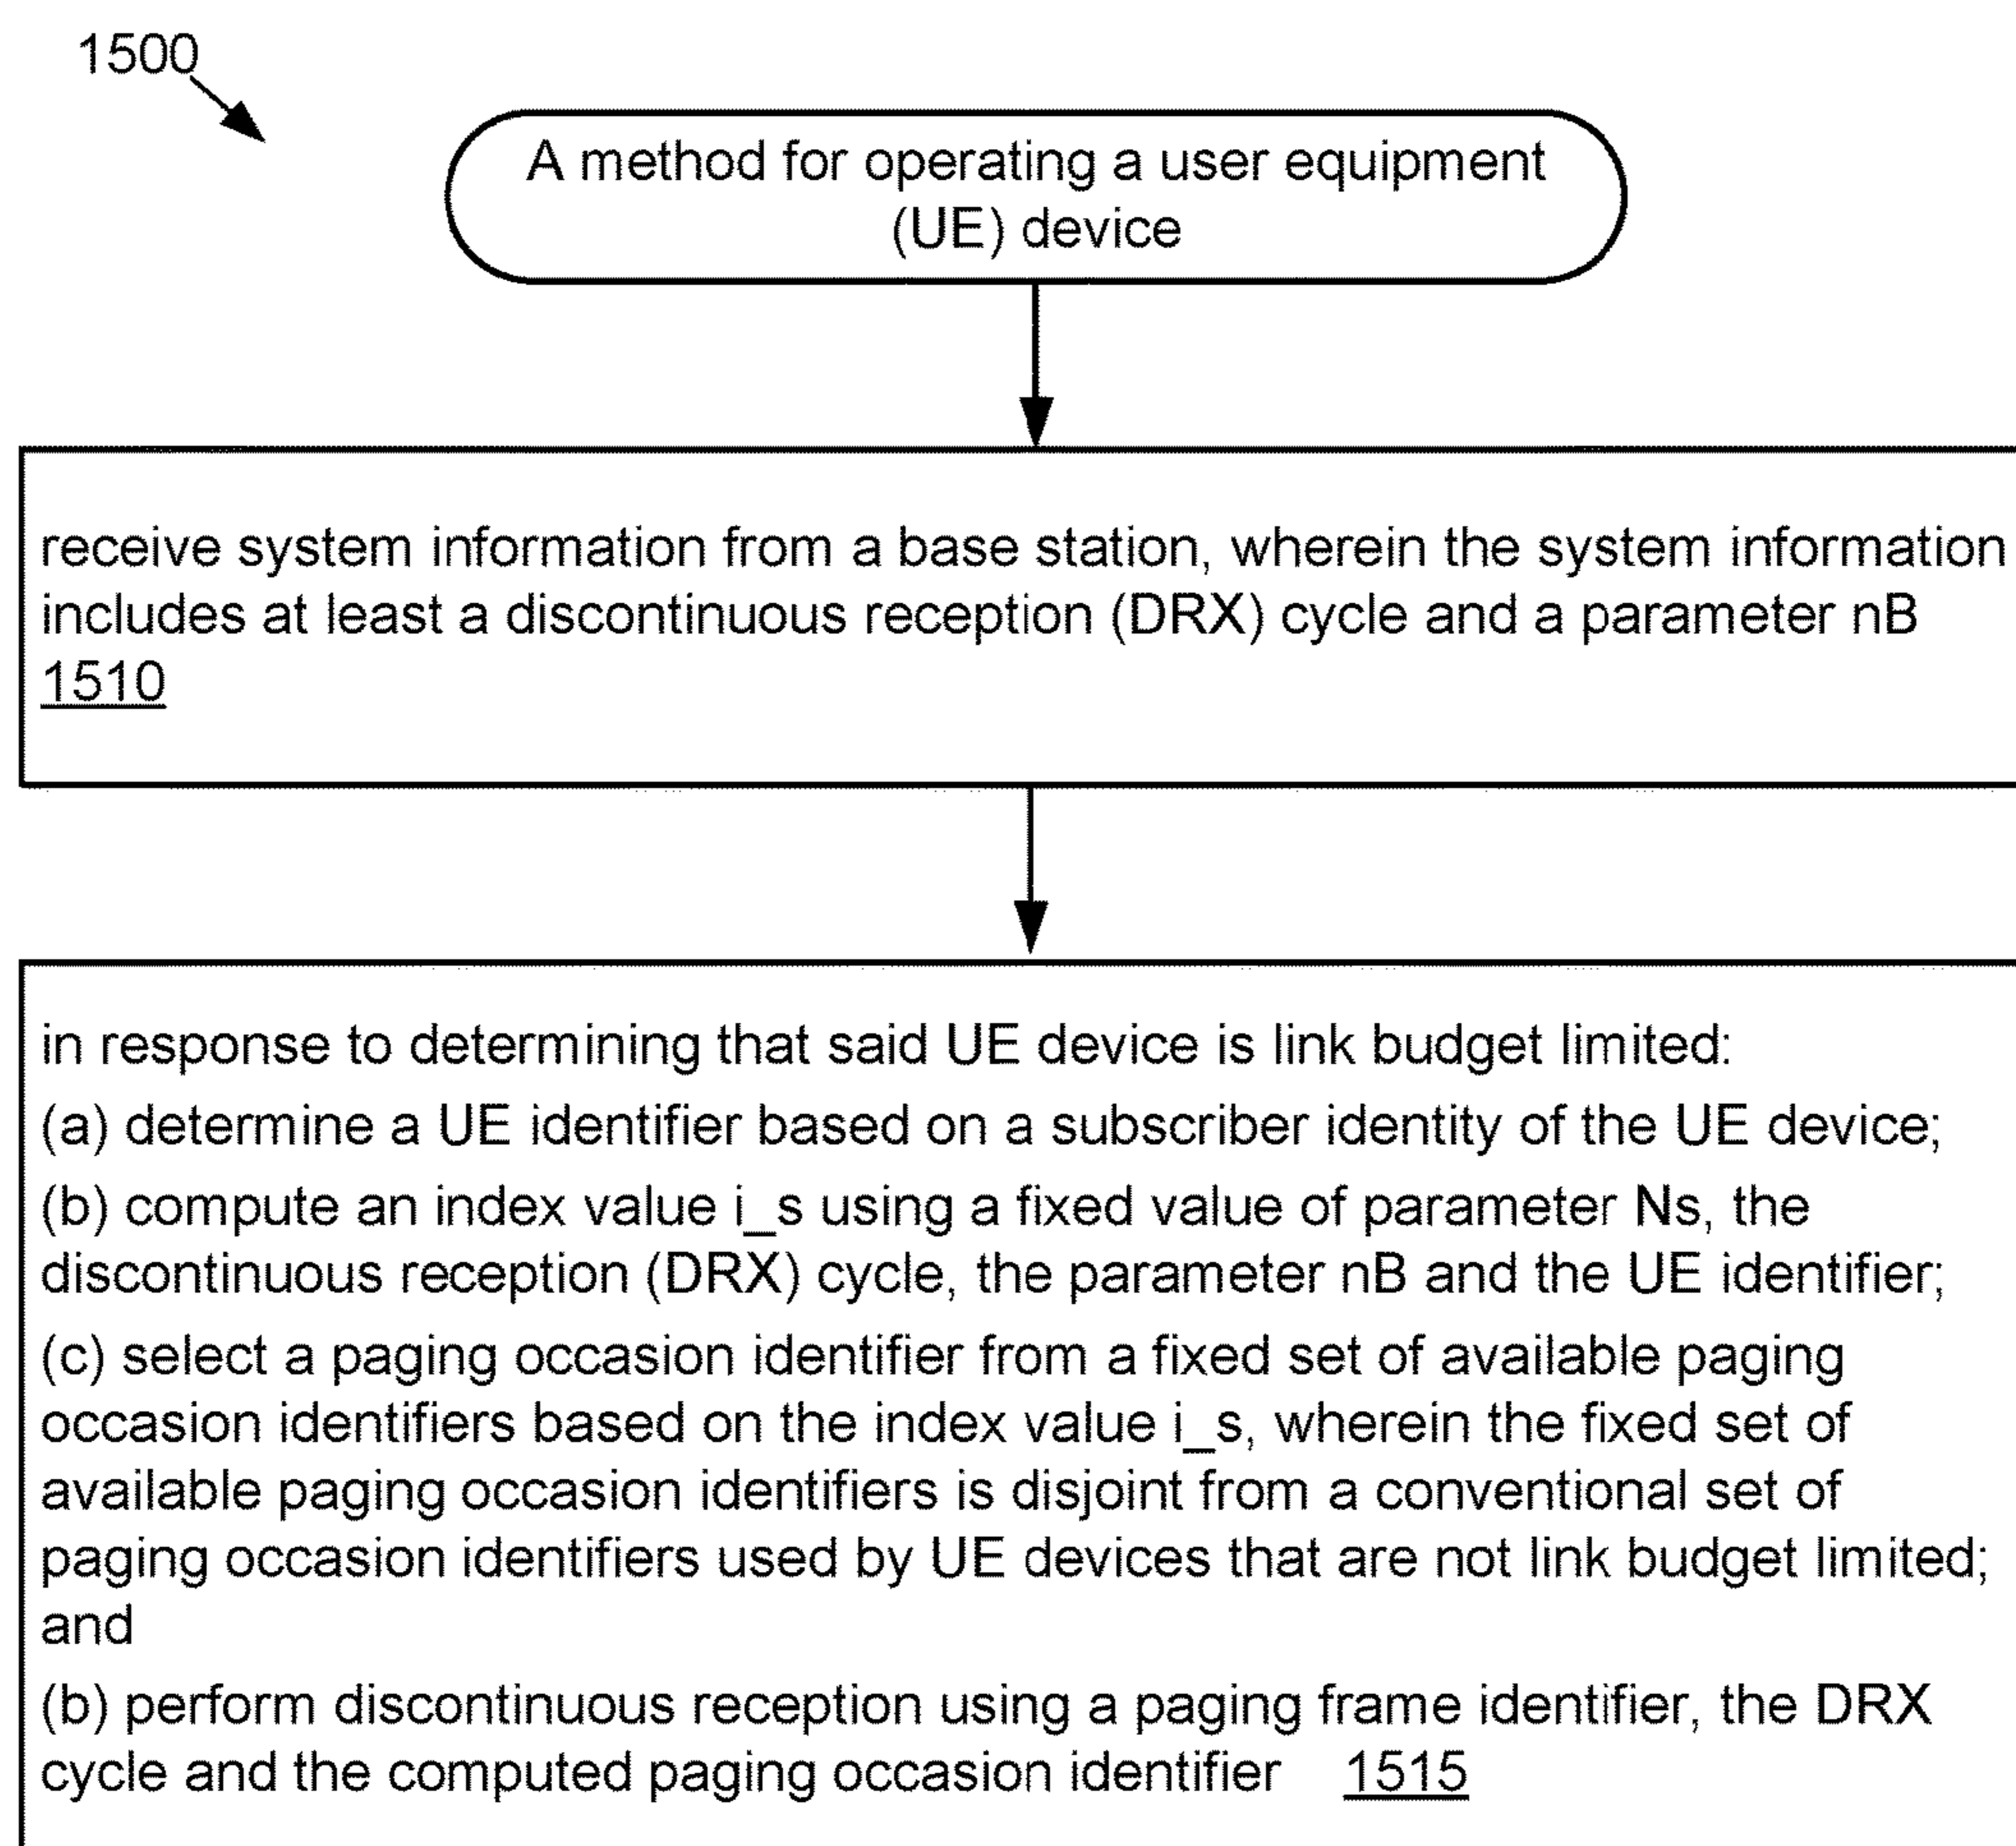 1500
A method for operating a user equipment
(UE) device
receive system information from a base station, wherein the system information
includes at least a discontinuous reception (DRX) cycle and a parameter nB
1510
in response to determining that said UE device is link budget limited:
(a) determine a UE identifier based on a subscriber identity of the UE device;
(b) compute an index value i_s using a fixed value of parameter Ns, the
discontinuous reception (DRX) cycle, the parameter nB and the UE identifier;
(c) select a paging occasion identifier from a fixed set of available paging
occasion identifiers based on the index value i_s, wherein the fixed set of
available paging occasion identifiers is disjoint from a conventional set of
paging occasion identifiers used by UE devices that are not link budget limited;
and
(b) perform discontinuous reception using a paging frame identifier, the DRX
cycle and the computed paging occasion identifier 1515